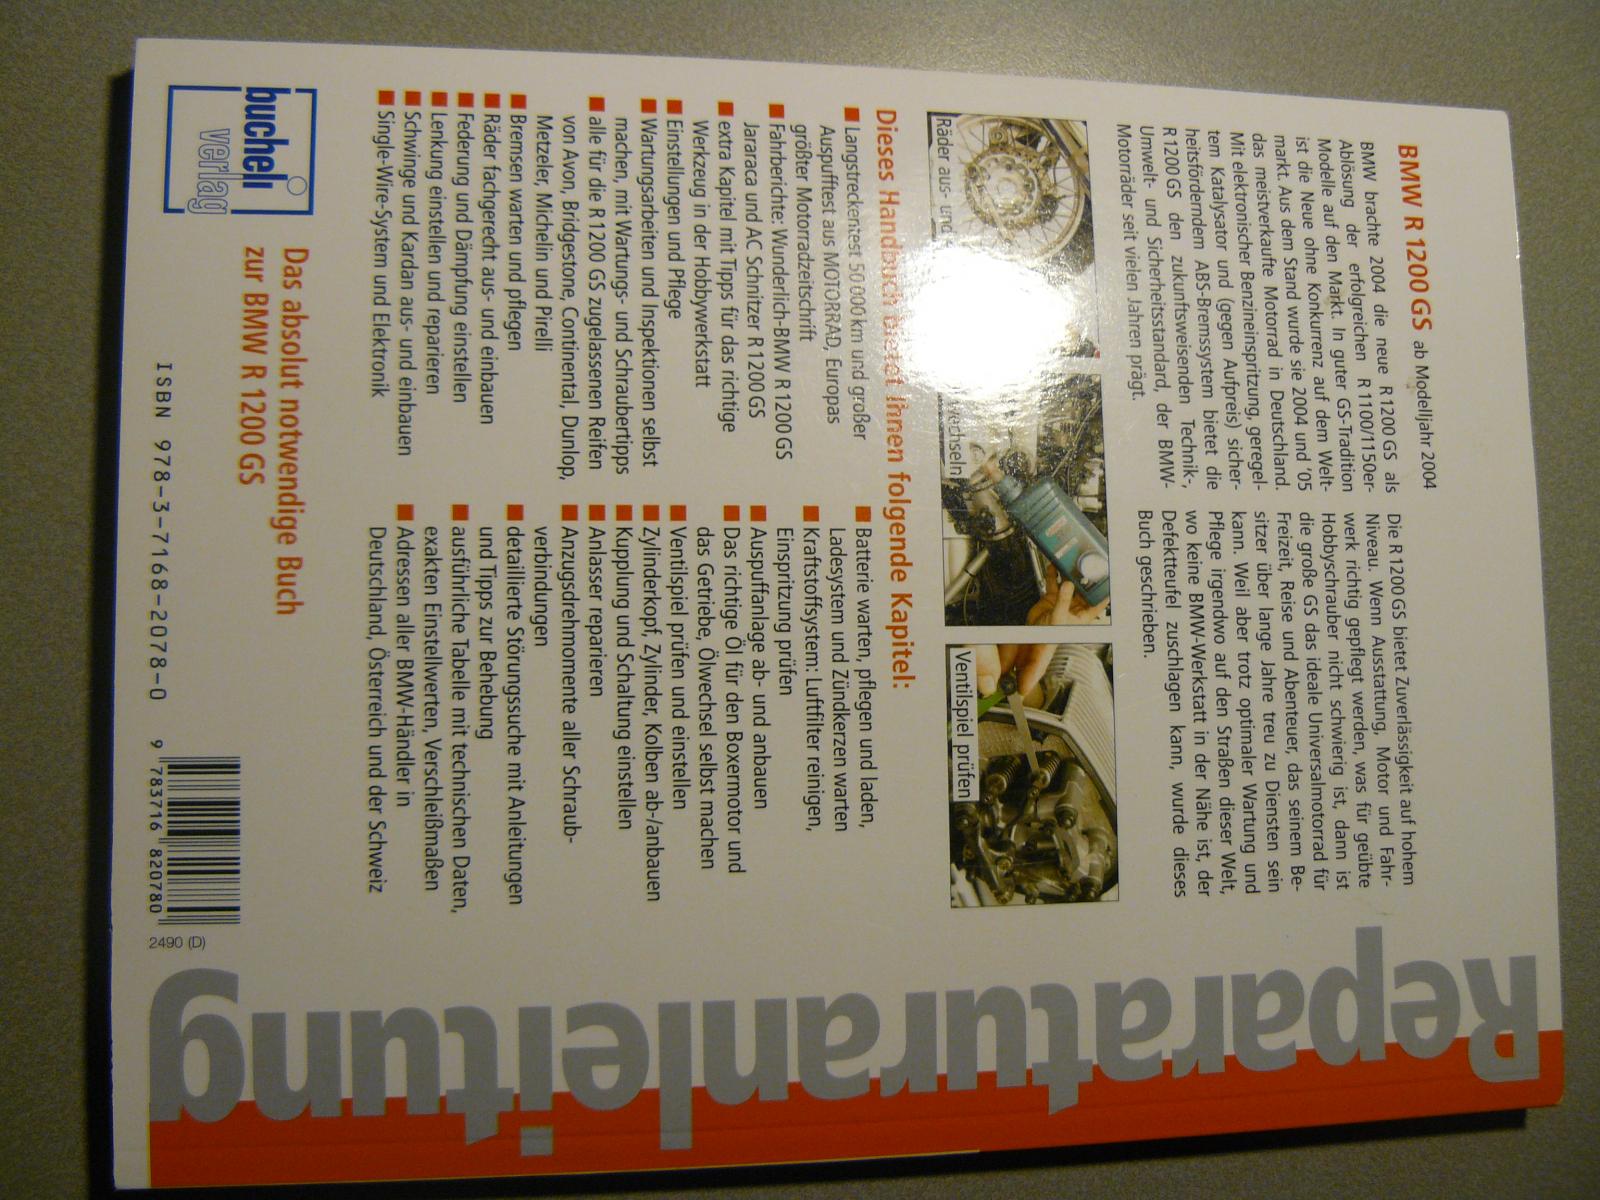 BMW R 1200 GS ab Modelljahr 2004
BMW brachte 2004 die neue R 1200 GS als
Ablösung der erfolgreichen R 1100/1150er-
Modelle auf den Markt. In guter GS-Tradition
ist die Neue ohne Konkurrenz auf dem Welt-
markt. Aus dem Stand wurde sie 2004 und '05
das meistverkaufte Motorrad in Deutschland.
Mit elektronischer Benzineinspritzung, geregel-
tem Katalysator und (gegen Aufpreis) sicher-
heitsförderndem ABS-Bremssystem bietet die
R 1200 GS den zukunftsweisenden Technik-,
Umwelt- und Sicherheitsstandard, der BMW-
Motorräder seit vielen Jahren prägt.
Die R 1200 GS bietet Zuverlässigkeit auf hohem
Niveau. Wenn Ausstattung, Motor und Fahr-
werk richtig gepflegt werden, was für geübte
Hobbyschrauber nicht schwierig ist, dann ist
die große GS das ideale Universalmotorrad für
Freizeit, Reise und Abenteuer, das seinem Be-
sitzer über lange Jahre treu zu Diensten sein
kann. Weil aber trotz optimaler Wartung und
Pflege irgendwo auf den Straßen dieser Welt,
wo keine BMW-Werkstatt in der Nähe ist, der
Defektteufel zuschlagen kann, wurde dieses
Buch geschrieben.
Räder aus- und
wechseln
Ventilspiel prüfen
Dieses Handbuch bietet Ihnen folgende Kapitel:
Langstreckentest 50 000 km und großer
Auspufftest aus MOTORRAD, Europas
größter Motorradzeitschrift
Fahrberichte: Wunderlich-BMW R 1200 GS
Jararaca und AC Schnitzer R 1200 GS
extra Kapitel mit Tipps für das richtige
Werkzeug in der Hobbywerkstatt
Einstellungen und Pflege
Wartungsarbeiten und Inspektionen selbst
machen, mit Wartungs- und Schraubertipps
alle für die R 1200 GS zugelassenen Reifen
von Avon, Bridgestone, Continental, Dunlop,
Metzeler, Michelin und Pirelli
Bremsen warten und pflegen
Räder fachgerecht aus- und einbauen
Federung und Dämpfung einstellen
Lenkung einstellen und reparieren
Schwinge und Kardan aus- und einbauen
Single-Wire-System und Elektronik
Batterie warten, pflegen und laden,
Ladesystem und Zündkerzen warten
Kraftstoffsystem: Luftfilter reinigen,
Einspritzung prüfen
Auspuffanlage ab- und anbauen
Das richtige Öl für den Boxermotor und
das Getriebe, Ölwechsel selbst machen
Ventilspiel prüfen und einstellen
Zylinderkopf, Zylinder, Kolben ab-/anbauen
Kupplung und Schaltung einstellen
Anlasser reparieren
Anzugsdrehmomente aller Schraub-
verbindungen
detaillierte Störungssuche mit Anleitungen
und Tipps zur Behebung
ausführliche Tabelle mit technischen Daten,
exakten Einstellwerten, Verschleißmaßen
Adressen aller BMW-Händler in
Deutschland, Österreich und der Schweiz
bucheli
verlag
Das absolut notwendige Buch
zur BMW R 1200 GS
ISBN 978-3-7168-2078-0
9 783716 820780
2490 (D)
Reparaturanleitung